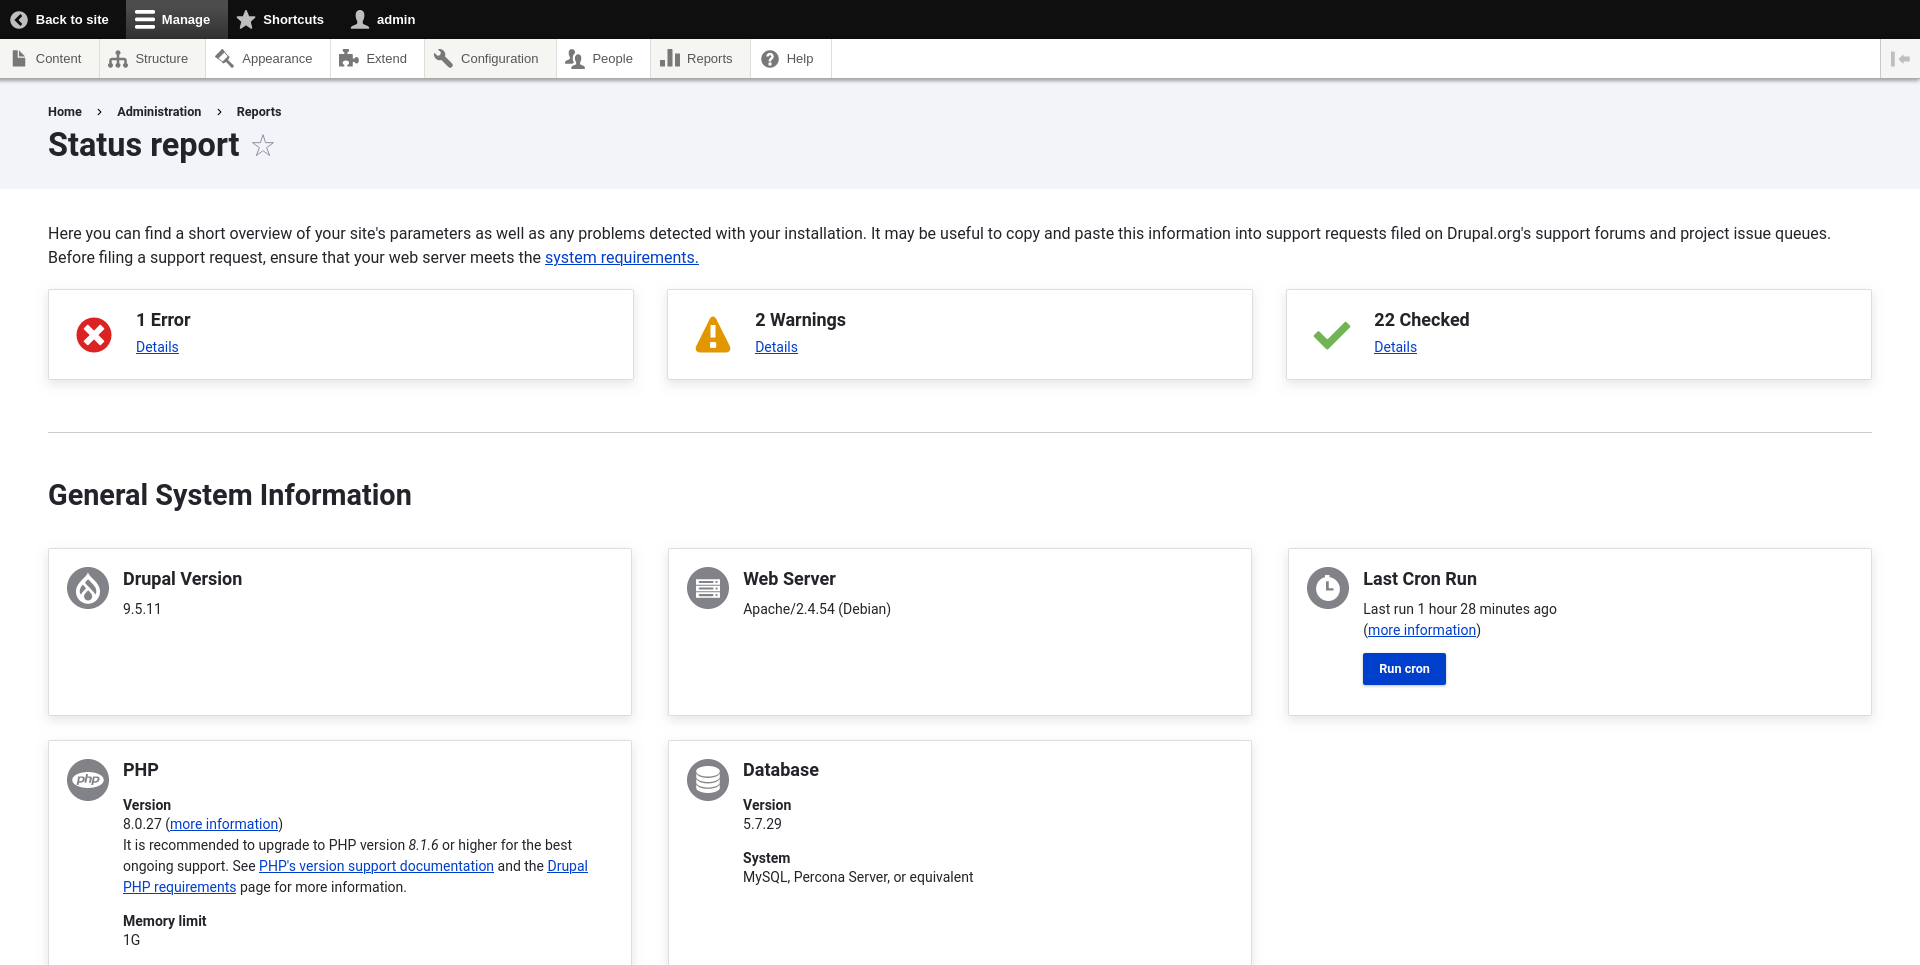 Back to site
Manage
Shortcuts
admin
Content
Structure
Appearance
Extend
Configuration
People
Reports
Help
Home › Administration › Reports
Status report
Here you can find a short overview of your site's parameters as well as any problems detected with your installation. It may be useful to copy and paste this information into support requests filed on Drupal.org's support forums and project issue queues.
Before filing a support request, ensure that your web server meets the system requirements.
1 Error
Details
2 Warnings
Details
22 Checked
Details
General System Information
Drupal Version
9.5.11
Web Server
Apache/2.4.54 (Debian)
Last Cron Run
Last run 1 hour 28 minutes ago
(more information)
Run cron
php
PHP
Version
8.0.27 (more information)
It is recommended to upgrade to PHP version 8.1.6 or higher for the best
ongoing support. See PHP's version support documentation and the Drupal
PHP requirements page for more information.
Memory limit
1G
Database
Version
5.7.29
System
MySQL, Percona Server, or equivalent